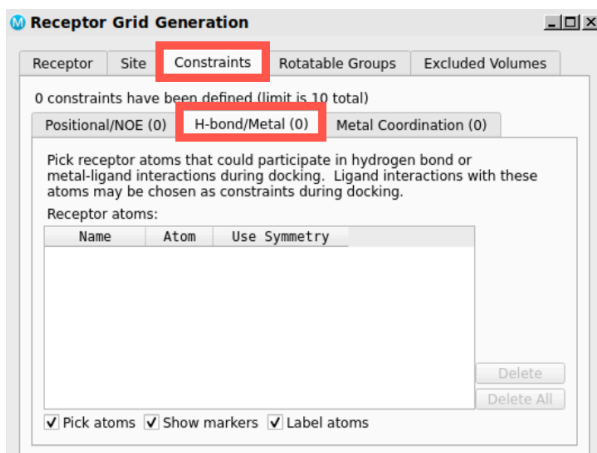 Receptor Grid Generation
Receptor Site Constraints Rotatable Groups Excluded Volumes
0 constraints have been defined (limit is 10 total)
Positional/NOE (0) H-bond/Metal (0) Metal Coordination (0)
Pick receptor atoms that could participate in hydrogen bond or
metal-ligand interactions during docking. Ligand interactions with these
atoms may be chosen as constraints during docking.
Receptor atoms:
Name Atom Use Symmetry
Delete
Delete All
Pick atoms Show markers Label atoms